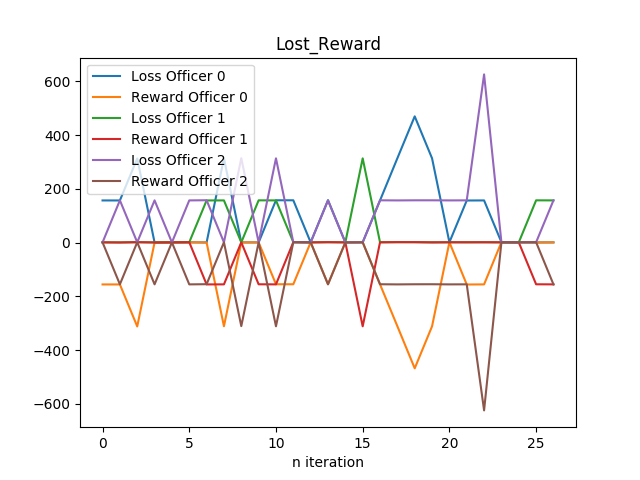 Lost_Reward
Loss Officer 0
Reward Officer 0
Loss Officer 1
Reward Officer 1
Loss Officer 2
Reward Officer 2
600
400
200
0
−200
−400
−600
0 5 10 15 20 25
n iteration